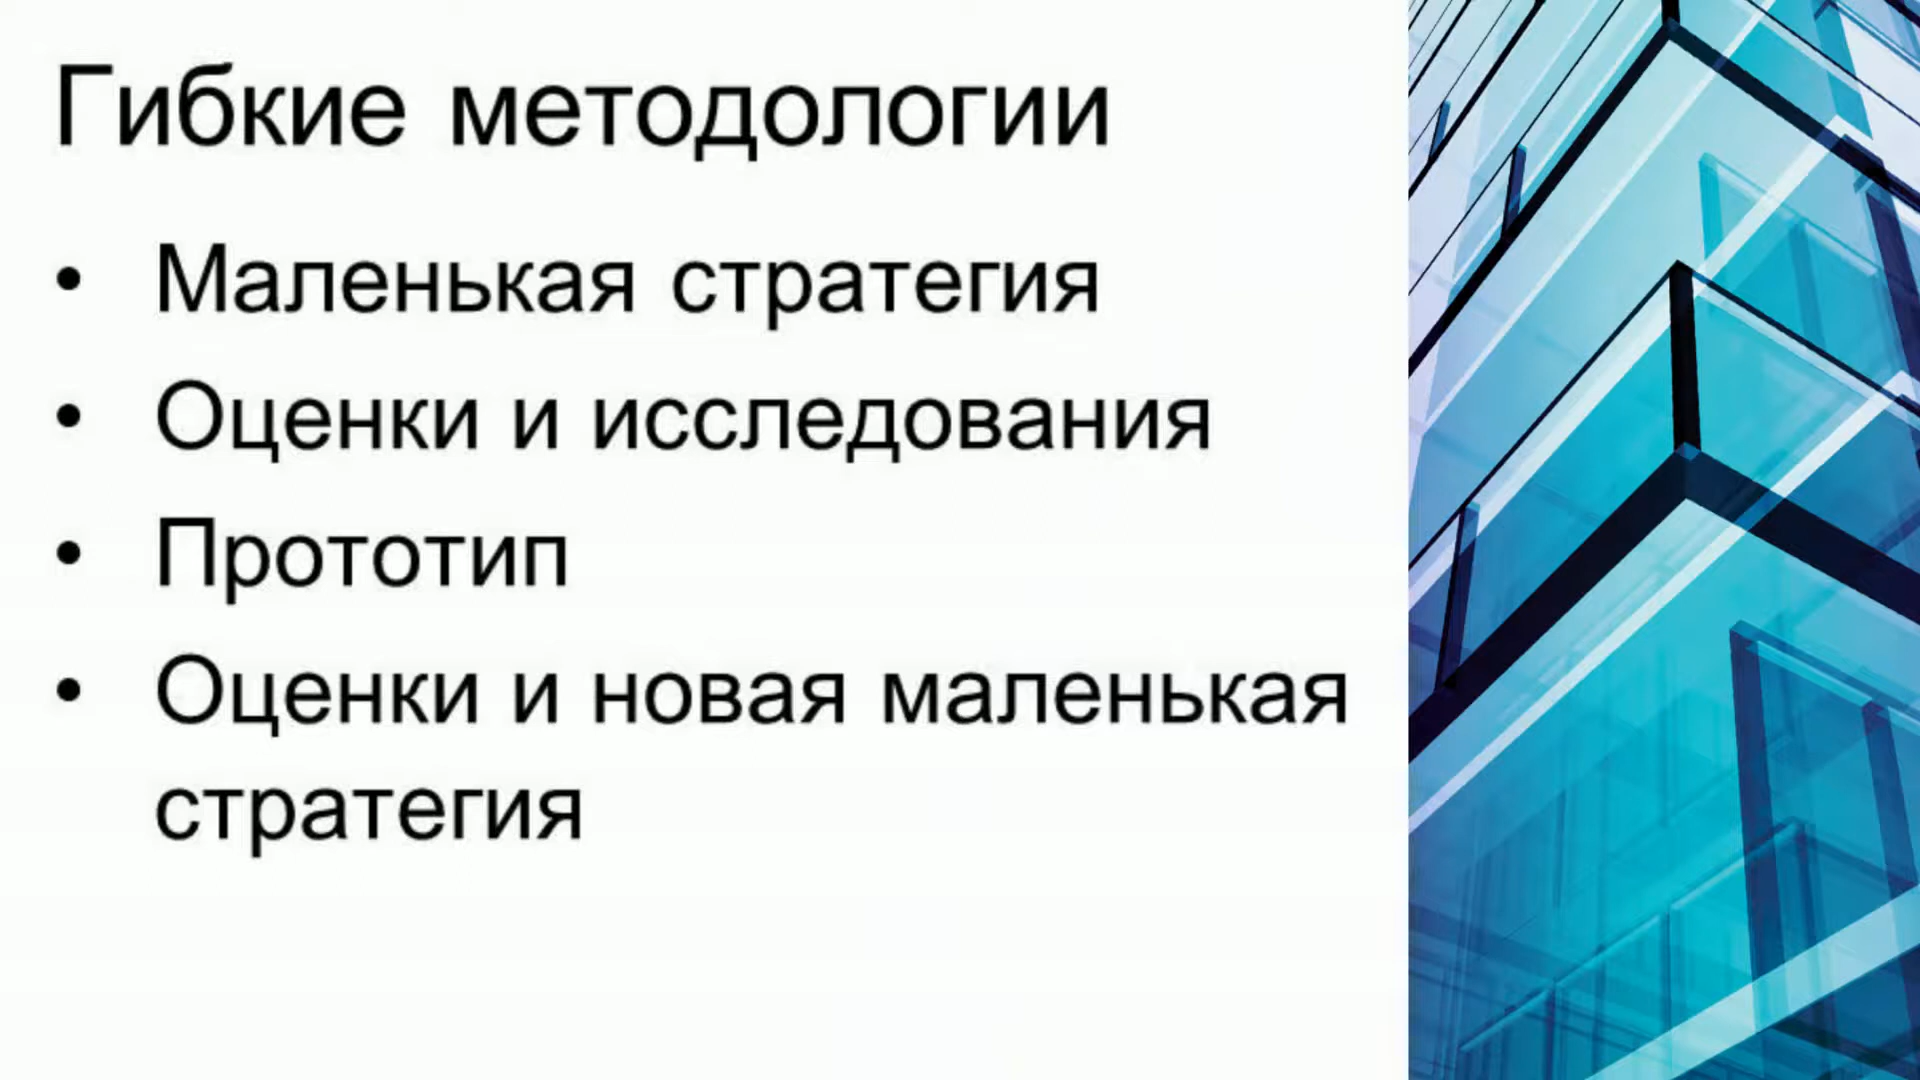 Гибкие методологии
• Маленькая стратегия
• Оценки и исследования
• Прототип
• Оценки и новая маленькая
стратегия